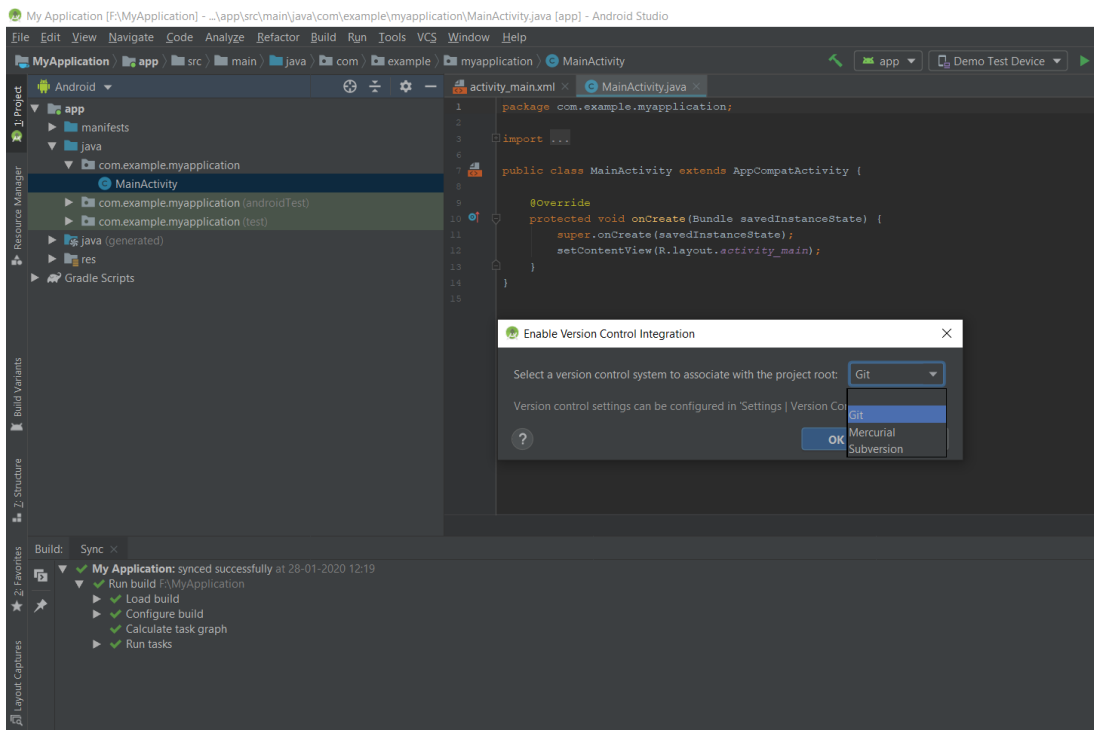 My Application [F:\MyApplication] - ...\app\src\main\java\com\example\myapplication\MainActivity.java [app] - Android Studio
File Edit View Navigate Code Analyze Refactor Build Run Tools VCS Window Help
MyApplication app src main java com example myapplication MainActivity app Demo Test Device
Android
activity_main.xml MainActivity.java
1: Project
Resource Manager
Build Variants
7: Structure
2: Favorites
Layout Captures
app
manifests
java
com.example.myapplication
MainActivity
com.example.myapplication (androidTest)
com.example.myapplication (test)
java (generated)
res
Gradle Scripts
1 package com.example.myapplication;
2
3 import ...
6
7 public class MainActivity extends AppCompatActivity {
8
9 @Override
10 protected void onCreate(Bundle savedInstanceState) {
11 super.onCreate(savedInstanceState);
12 setContentView(R.layout.activity_main);
13 }
14 }
15
Enable Version Control Integration
Select a version control system to associate with the project root: Git
Version control settings can be configured in 'Settings | Version Co
Git
Mercurial
Subversion
? OK
Build: Sync
My Application: synced successfully at 28-01-2020 12:19
Run build F:\MyApplication
Load build
Configure build
Calculate task graph
Run tasks